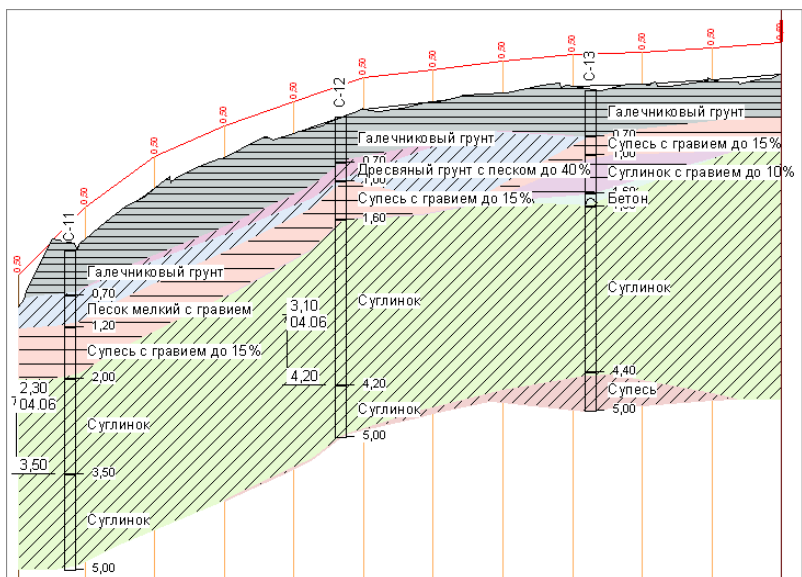 0,50
0,50
0,50
0,50
0,50
0,50
0,50
0,50
0,50
0,50
0,50
С-11
Галечниковый грунт
0,70
Песок мелкий с гравием
1,20
Супесь с гравием до 15%
2,00
2,30
04.06
Суглинок
3,50
3,50
Суглинок
5,00
С-12
Галечниковый грунт
0,70
Дресвяный грунт с песком до 40%
1,00
Супесь с гравием до 15%
1,60
Суглинок
3,10
04.06
4,20
4,20
Суглинок
5,00
С-13
Галечниковый грунт
0,70
Супесь с гравием до 15%
1,00
Суглинок с гравием до 10%
Бетон
Суглинок
4,40
Супесь
5,00